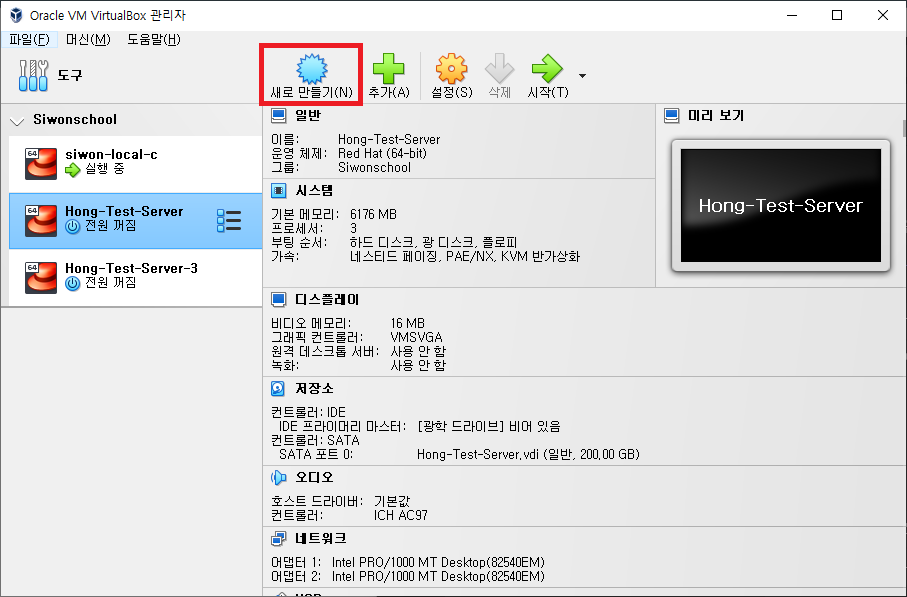 Oracle VM VirtualBox 관리자
파일(F) 머신(M) 도움말(H)
도구
새로 만들기(N) 추가(A) 설정(S) 삭제 시작(T)
Siwonschool
64 siwon-local-c
실행 중
64 Hong-Test-Server
전원 꺼짐
64 Hong-Test-Server-3
전원 꺼짐
일반
이름: Hong-Test-Server
운영 체제: Red Hat (64-bit)
그룹: Siwonschool
시스템
기본 메모리: 6176 MB
프로세서: 3
부팅 순서: 하드 디스크, 광 디스크, 플로피
가속: 네스티드 페이징, PAE/NX, KVM 반가상화
미리 보기
Hong-Test-Server
디스플레이
비디오 메모리: 16 MB
그래픽 컨트롤러: VMSVGA
원격 데스크톱 서버: 사용 안 함
녹화: 사용 안 함
저장소
컨트롤러: IDE
IDE 프라이머리 마스터: [광학 드라이브] 비어 있음
컨트롤러: SATA
SATA 포트 0: Hong-Test-Server.vdi (일반, 200.00 GB)
오디오
호스트 드라이버: 기본값
컨트롤러: ICH AC97
네트워크
어댑터 1: Intel PRO/1000 MT Desktop(82540EM)
어댑터 2: Intel PRO/1000 MT Desktop(82540EM)